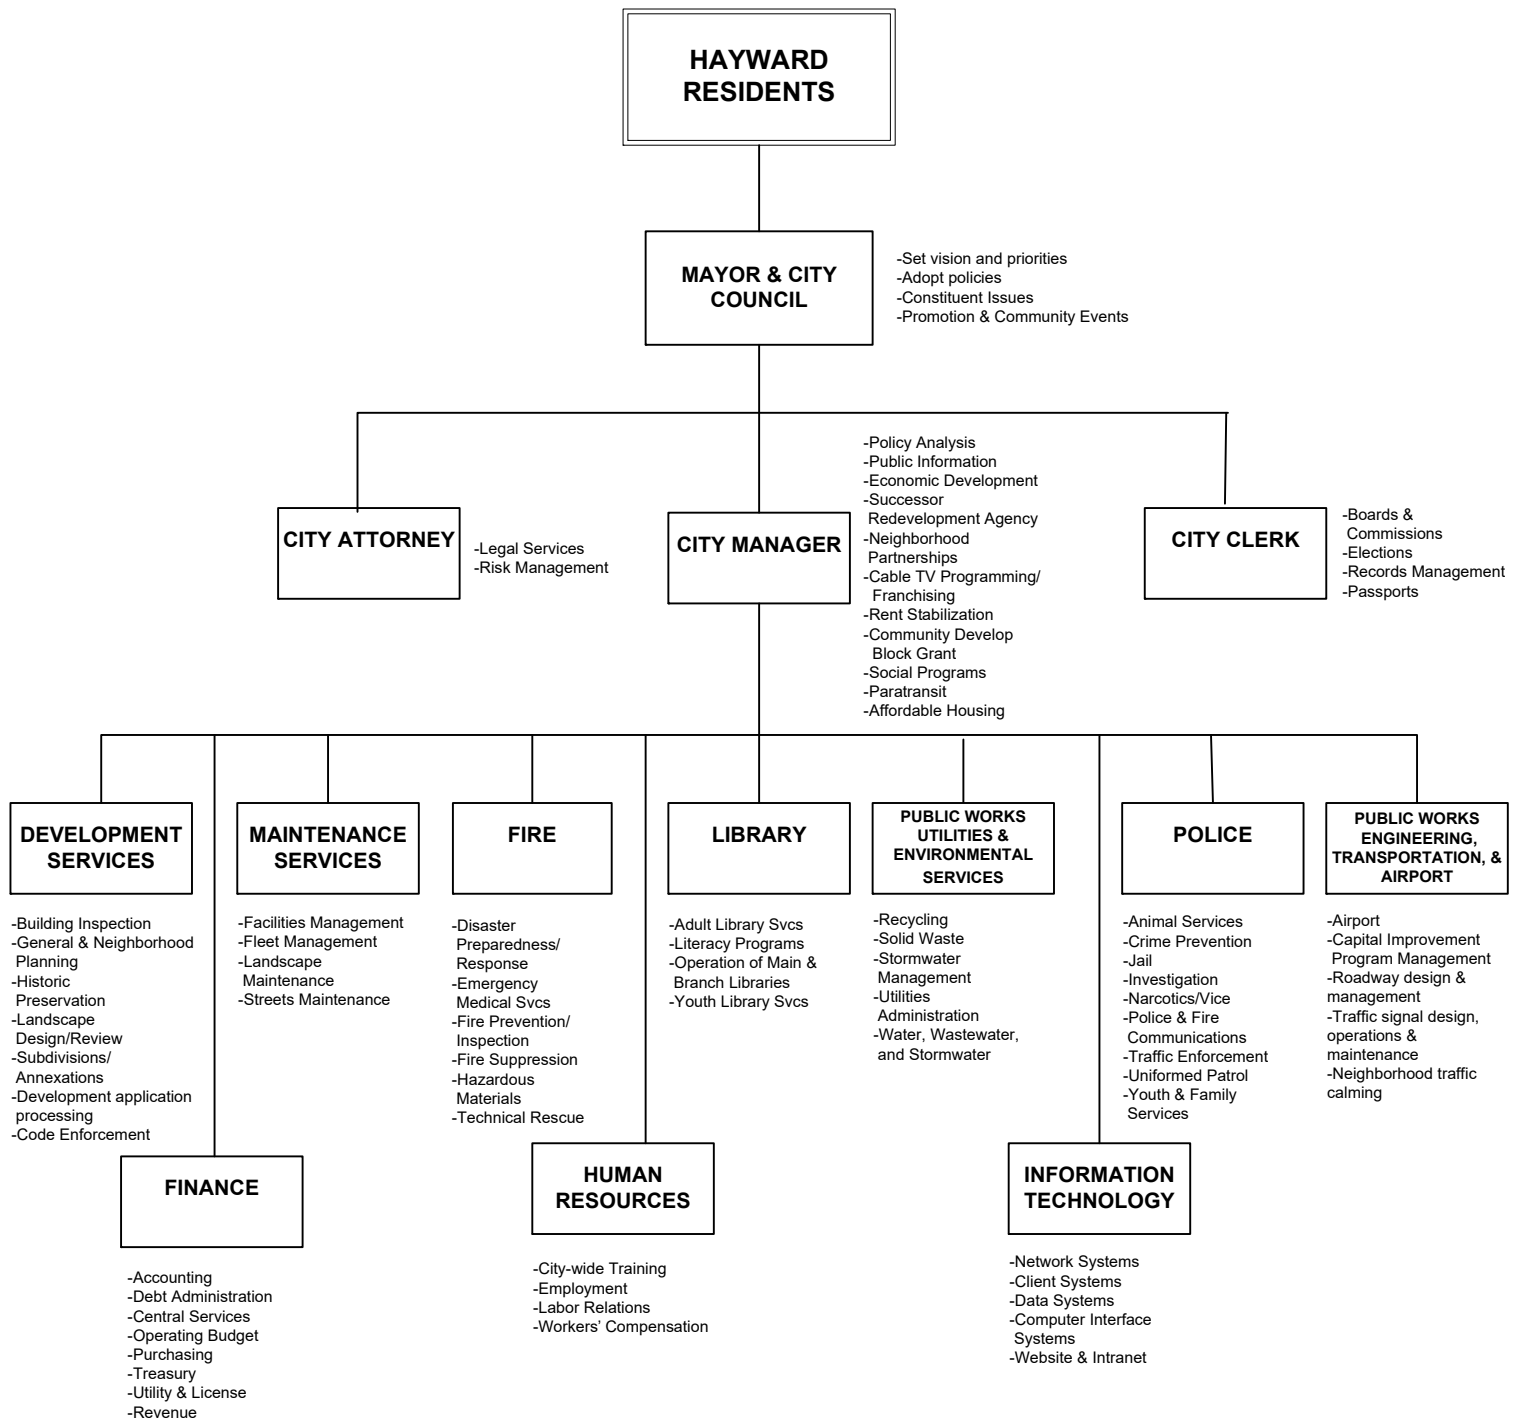 HAYWARD
RESIDENTS
MAYOR & CITY
COUNCIL
-Set vision and priorities
-Adopt policies
-Constituent Issues
-Promotion & Community Events
CITY ATTORNEY
-Legal Services
-Risk Management
CITY MANAGER
-Policy Analysis
-Public Information
-Economic Development
-Successor
Redevelopment Agency
-Neighborhood
Partnerships
-Cable TV Programming/
Franchising
-Rent Stabilization
-Community Develop
Block Grant
-Social Programs
-Paratransit
-Affordable Housing
CITY CLERK
-Boards &
Commissions
-Elections
-Records Management
-Passports
DEVELOPMENT
SERVICES
-Building Inspection
-General & Neighborhood
Planning
-Historic
Preservation
-Landscape
Design/Review
-Subdivisions/
Annexations
-Development application
processing
-Code Enforcement
MAINTENANCE
SERVICES
-Facilities Management
-Fleet Management
-Landscape
Maintenance
-Streets Maintenance
FIRE
-Disaster
Preparedness/
Response
-Emergency
Medical Svcs
-Fire Prevention/
Inspection
-Fire Suppression
-Hazardous
Materials
-Technical Rescue
LIBRARY
-Adult Library Svcs
-Literacy Programs
-Operation of Main &
Branch Libraries
-Youth Library Svcs
PUBLIC WORKS
UTILITIES &
ENVIRONMENTAL
SERVICES
-Recycling
-Solid Waste
-Stormwater
Management
-Utilities
Administration
-Water, Wastewater,
and Stormwater
POLICE
-Animal Services
-Crime Prevention
-Jail
-Investigation
-Narcotics/Vice
-Police & Fire
Communications
-Traffic Enforcement
-Uniformed Patrol
-Youth & Family
Services
PUBLIC WORKS
ENGINEERING,
TRANSPORTATION, &
AIRPORT
-Airport
-Capital Improvement
Program Management
-Roadway design &
management
-Traffic signal design,
operations &
maintenance
-Neighborhood traffic
calming
FINANCE
-Accounting
-Debt Administration
-Central Services
-Operating Budget
-Purchasing
-Treasury
-Utility & License
-Revenue
HUMAN
RESOURCES
-City-wide Training
-Employment
-Labor Relations
-Workers’ Compensation
INFORMATION
TECHNOLOGY
-Network Systems
-Client Systems
-Data Systems
-Computer Interface
Systems
-Website & Intranet